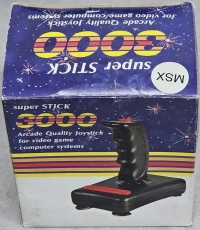 for video game/computer systems
Arcade Quality Joystick
3000
super STICK
MSX
super STICK
3000
Arcade Quality Joystick
for video game
computer systems